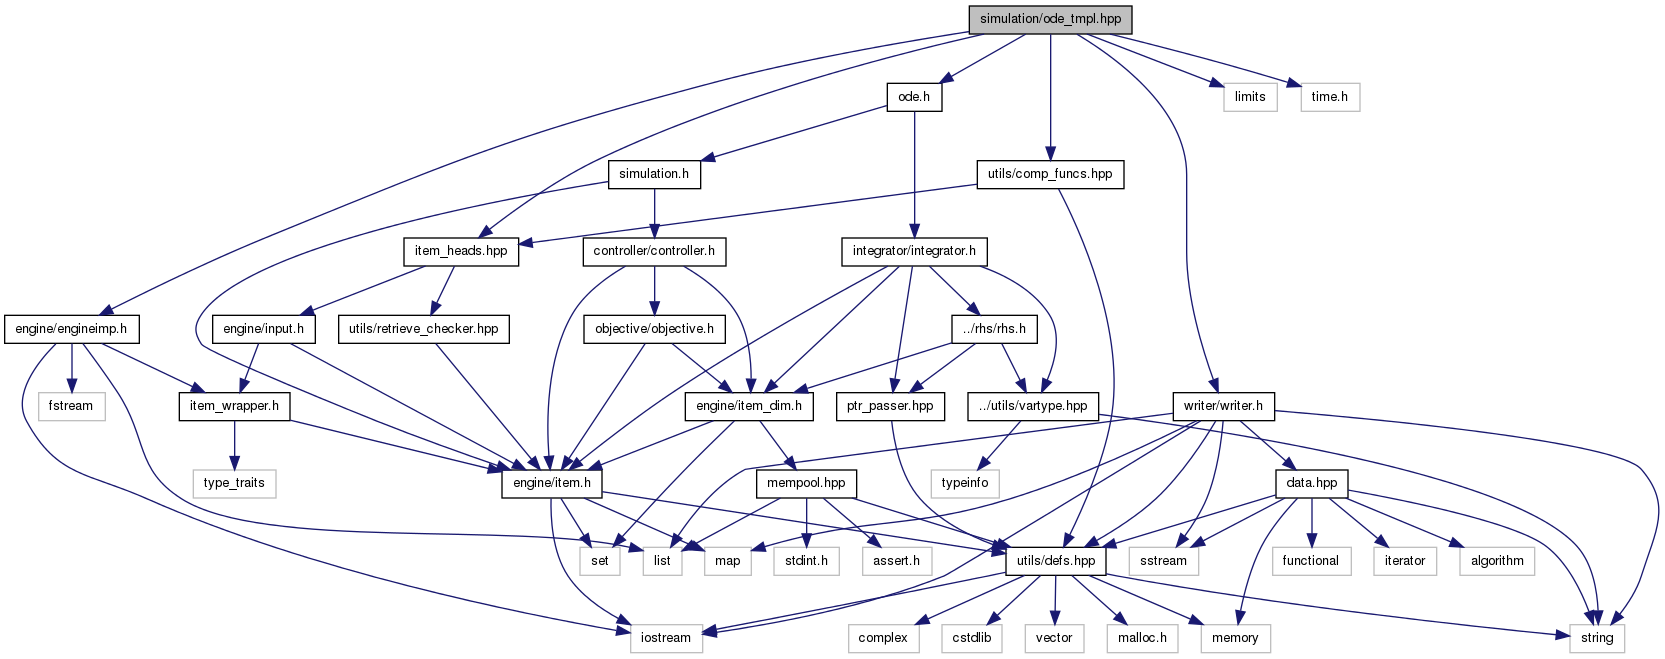 simulation/ode_tmpl.hpp
ode.h
limits
time.h
simulation.h
utils/comp_funcs.hpp
item_heads.hpp
controller/controller.h
integrator/integrator.h
engine/engineimp.h
engine/input.h
utils/retrieve_checker.hpp
objective/objective.h
../rhs/rhs.h
fstream
item_wrapper.h
engine/item_dim.h
ptr_passer.hpp
../utils/vartype.hpp
writer/writer.h
type_traits
engine/item.h
mempool.hpp
typeinfo
data.hpp
set
list
map
stdint.h
assert.h
utils/defs.hpp
sstream
functional
iterator
algorithm
iostream
complex
cstdlib
vector
malloc.h
memory
string